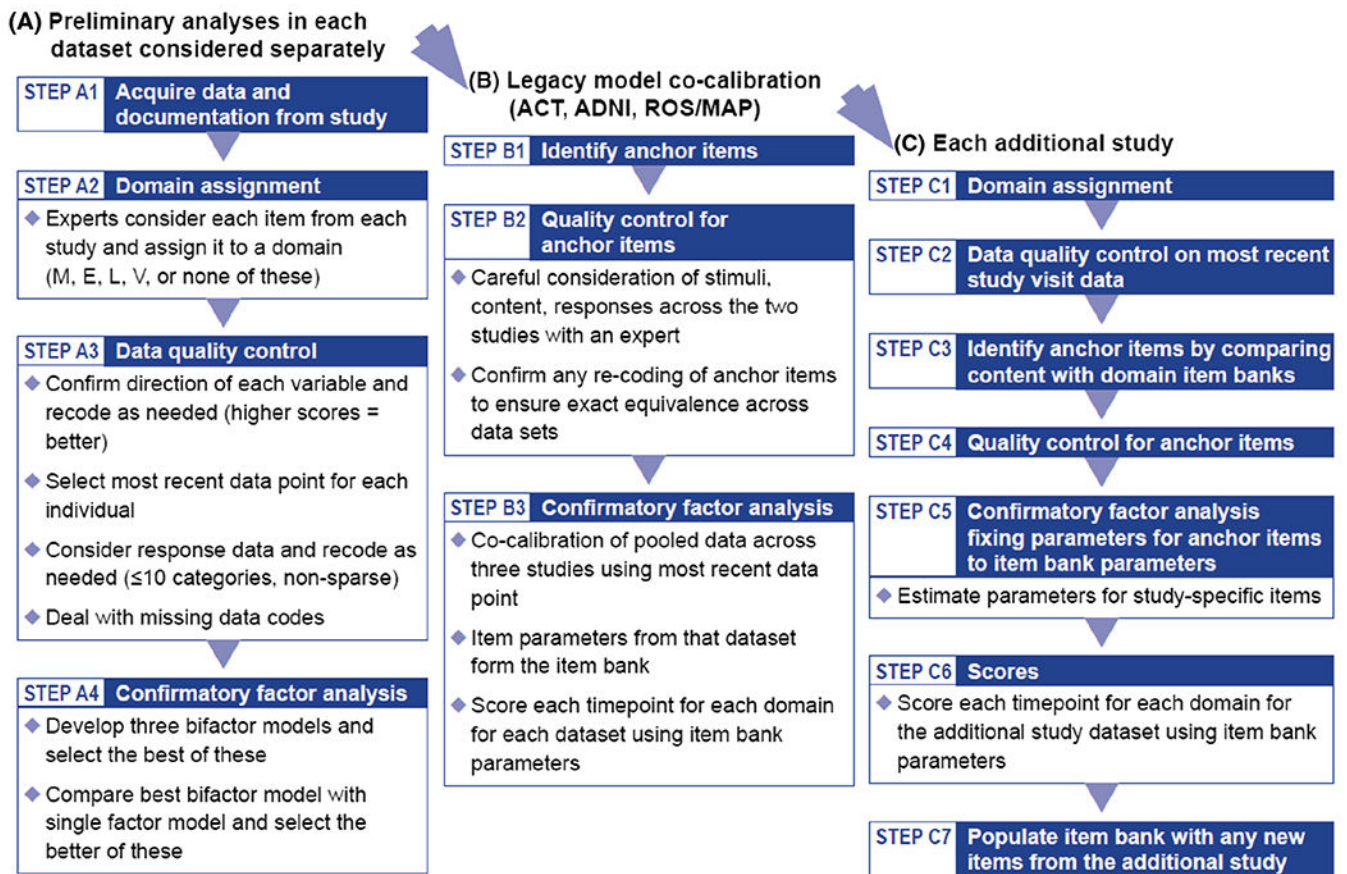 (A) Preliminary analyses in each
dataset considered separately
STEP A1 Acquire data and
documentation from study
STEP A2 Domain assignment
◆ Experts consider each item from each
study and assign it to a domain
(M, E, L, V, or none of these)
STEP A3 Data quality control
◆ Confirm direction of each variable and
recode as needed (higher scores =
better)
◆ Select most recent data point for each
individual
◆ Consider response data and recode as
needed (≤10 categories, non-sparse)
◆ Deal with missing data codes
STEP A4 Confirmatory factor analysis
◆ Develop three bifactor models and
select the best of these
◆ Compare best bifactor model with
single factor model and select the
better of these
(B) Legacy model co-calibration
(ACT, ADNI, ROS/MAP)
STEP B1 Identify anchor items
STEP B2 Quality control for
anchor items
◆ Careful consideration of stimuli,
content, responses across the two
studies with an expert
◆ Confirm any re-coding of anchor items
to ensure exact equivalence across
data sets
STEP B3 Confirmatory factor analysis
◆ Co-calibration of pooled data across
three studies using most recent data
point
◆ Item parameters from that dataset
form the item bank
◆ Score each timepoint for each domain
for each dataset using item bank
parameters
(C) Each additional study
STEP C1 Domain assignment
STEP C2 Data quality control on most recent
study visit data
STEP C3 Identify anchor items by comparing
content with domain item banks
STEP C4 Quality control for anchor items
STEP C5 Confirmatory factor analysis
fixing parameters for anchor items
to item bank parameters
◆ Estimate parameters for study-specific items
STEP C6 Scores
◆ Score each timepoint for each domain for
the additional study dataset using item bank
parameters
STEP C7 Populate item bank with any new
items from the additional study